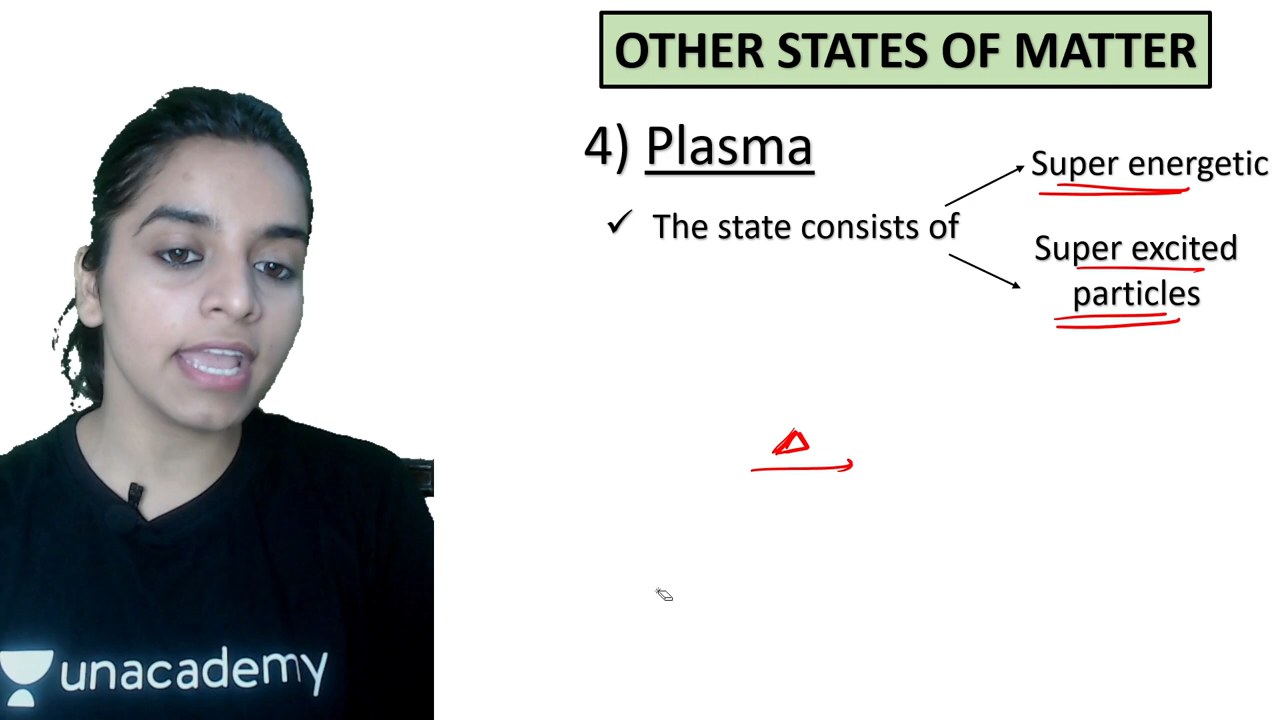 OTHER STATES OF MATTER
4) Plasma
Super energetic
✓ The state consists of
Super excited
particles
Δ
unacademy